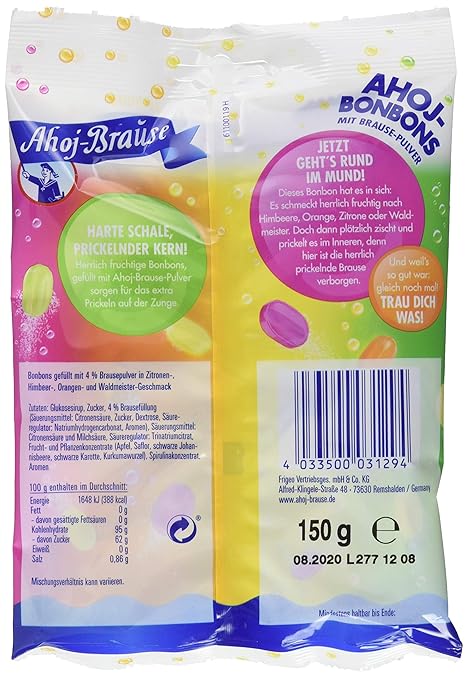 Ahoj-Brause
HARTE SCHALE,
PRICKELNDER KERN!
Herrlich fruchtige Bonbons,
gefüllt mit Ahoj-Brause-Pulver
sorgen für das extra
Prickeln auf der Zunge.
Bonbons gefüllt mit 4 % Brausepulver in Zitronen-,
Himbeer-, Orangen- und Waldmeister-Geschmack
Zutaten: Glukosesirup, Zucker, 4 % Brausefüllung
(Säuerungsmittel: Citronensäure, Zucker, Dextrose, Säure-
regulator: Natriumhydrogencarbonat, Aromen), Säuerungsmittel:
Citronensäure und Milchsäure, Säureregulator: Trinatriumcitrat,
Frucht- und Pflanzenkonzentrate (Apfel, Saflor, schwarze Johan-
nisbeere, schwarze Karotte, Kurkumawurzel), Spirulinakonzentrat,
Aromen
100 g enthalten im Durchschnitt:
Energie 1648 kJ (388 kcal)
Fett 0 g
- davon gesättigte Fettsäuren 0 g
Kohlenhydrate 95 g
- davon Zucker 62 g
Eiweiß 0 g
Salz 0,86 g
Mischungsverhältnis kann variieren.
AHOJ-
BONBONS
MIT BRAUSE-PULVER
JETZT
GEHT'S RUND
IM MUND!
Dieses Bonbon hat es in sich:
Es schmeckt herrlich fruchtig nach
Himbeere, Orange, Zitrone oder Wald-
meister. Doch dann plötzlich zischt und
prickelt es im Inneren, denn
hier ist die herrlich
prickelnde Brause
verborgen.
Und weil's
so gut war:
gleich noch mal!
TRAU DICH
WAS!
4 033500 031294
Frigeo Vertriebsges. mbH & Co. KG
Alfred-Klingele-Straße 48 · 73630 Remshalden / Germany
www.ahoj-brause.de
150 g e
08.2020 L277 12 08
Mindestens haltbar bis Ende: